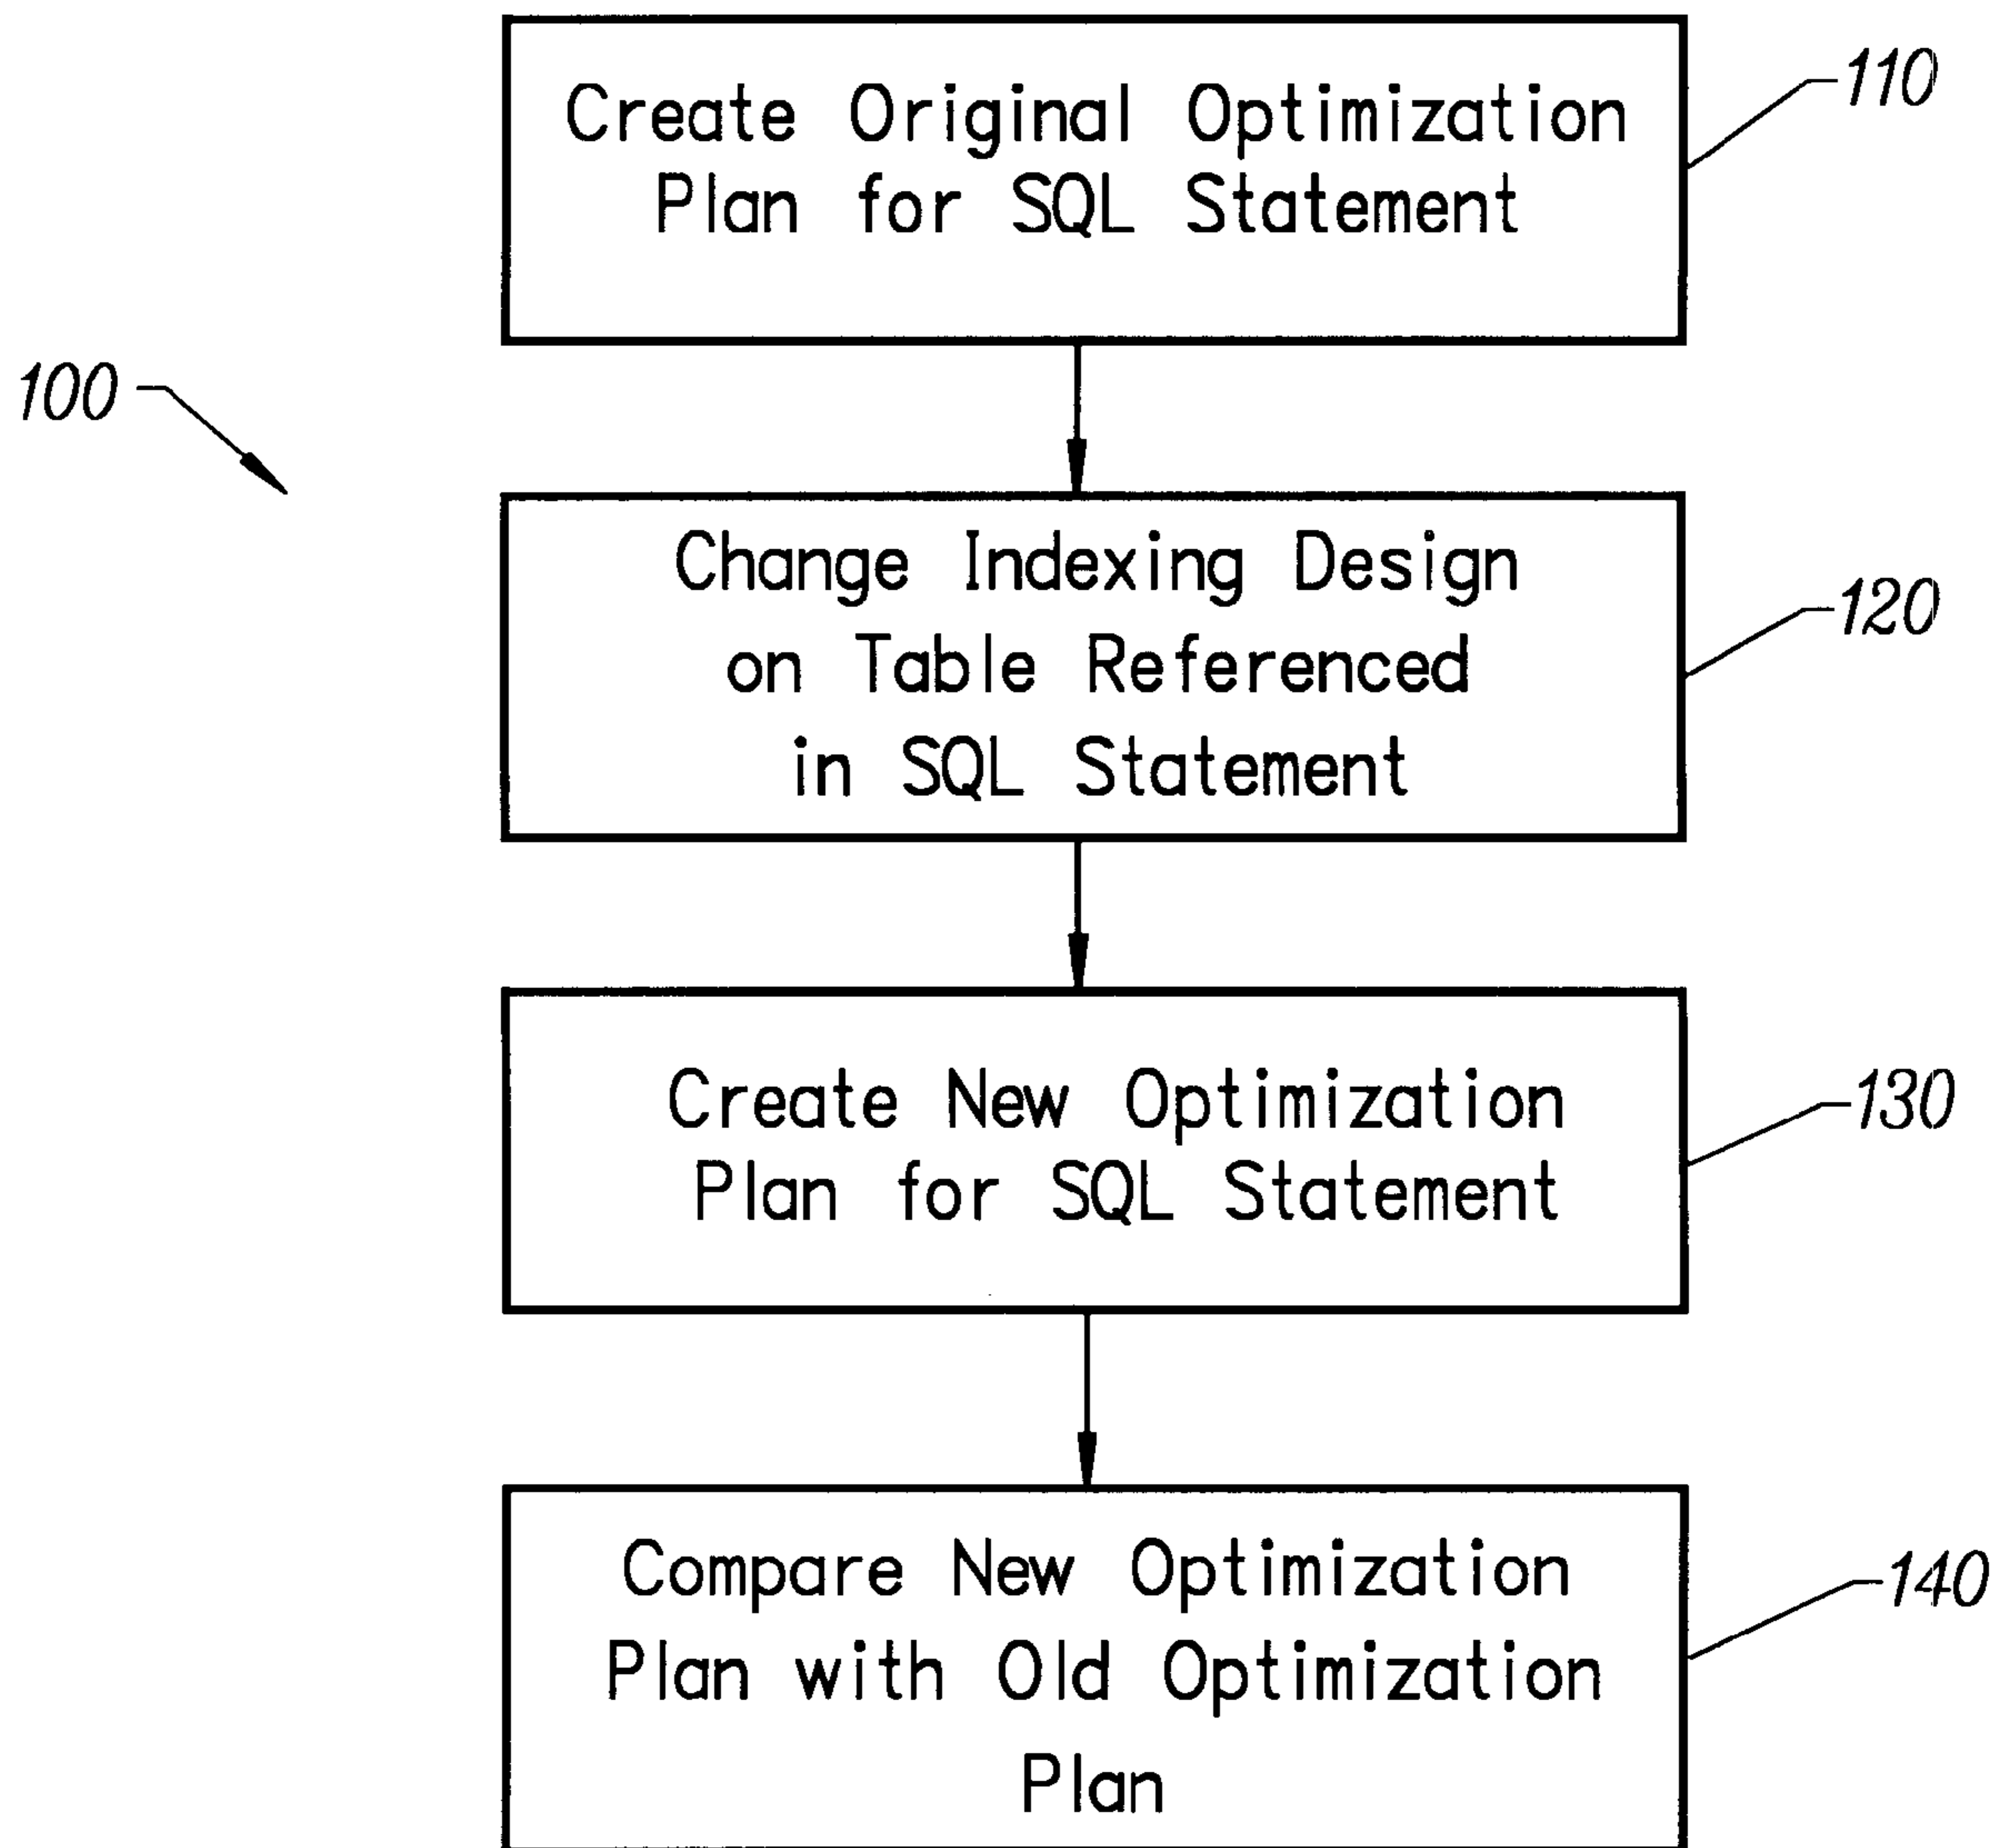 Create Original Optimization
Plan for SQL Statement
110
100
Change Indexing Design
on Table Referenced
in SQL Statement
120
Create New Optimization
Plan for SQL Statement
130
Compare New Optimization
Plan with Old Optimization
Plan
140